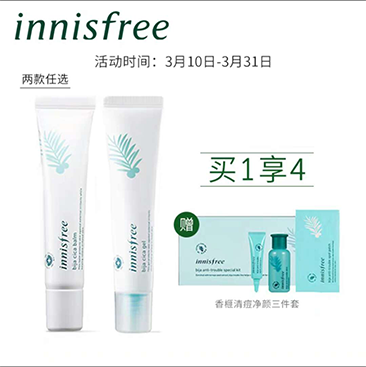 innisfree
活动时间：3月10日-3月31日
两款任选
买1享4
赠
innisfree
bija cica balm
innisfree
bija cica gel
bija anti-trouble special kit
innisfree
香榧清痘净颜三件套